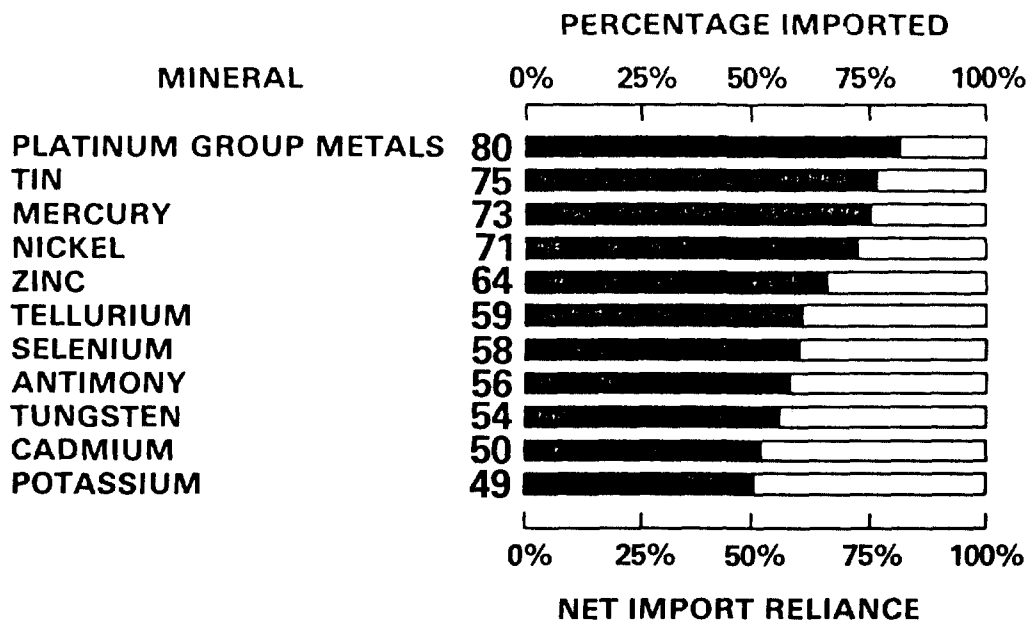 PERCENTAGE IMPORTED
MINERAL 0% 25% 50% 75% 100%
PLATINUM GROUP METALS 80
TIN 75
MERCURY 73
NICKEL 71
ZINC 64
TELLURIUM 59
SELENIUM 58
ANTIMONY 56
TUNGSTEN 54
CADMIUM 50
POTASSIUM 49
0% 25% 50% 75% 100%
NET IMPORT RELIANCE